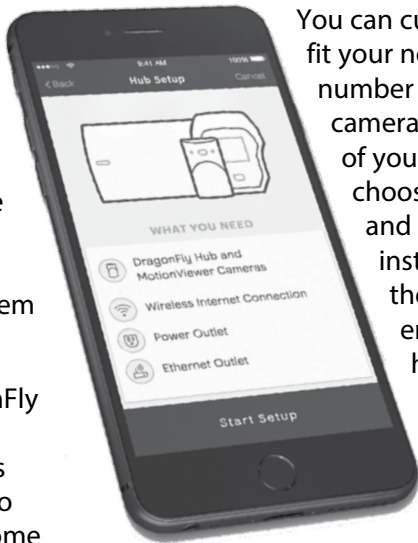 You can cu
fit your ne
number
camera
of you
choos
and
inst
the
er
h
e
em
Fly
s
o
ome
9:41 AM
100%
< Back
Hub Setup
Cancel
WHAT YOU NEED
DragonFly Hub and
MotionViewer Cameras
Wireless Internet Connection
Power Outlet
Ethernet Outlet
Start Setup